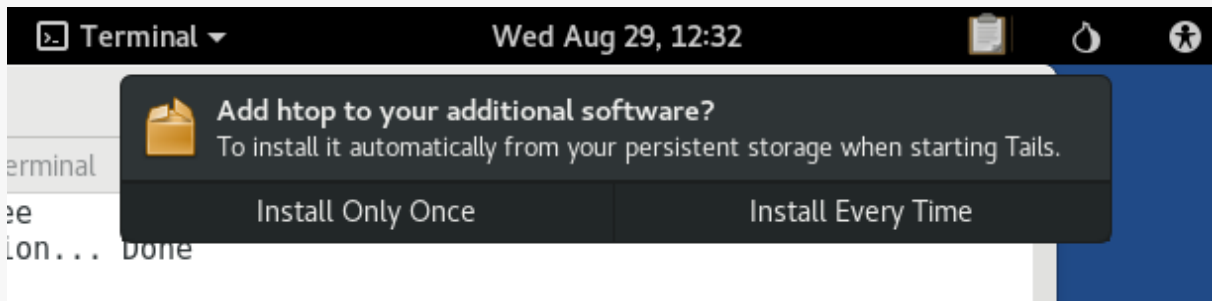 Terminal
Wed Aug 29, 12:32
Add htop to your additional software?
To install it automatically from your persistent storage when starting Tails.
Install Only Once
Install Every Time
erminal
ee
ion... Done